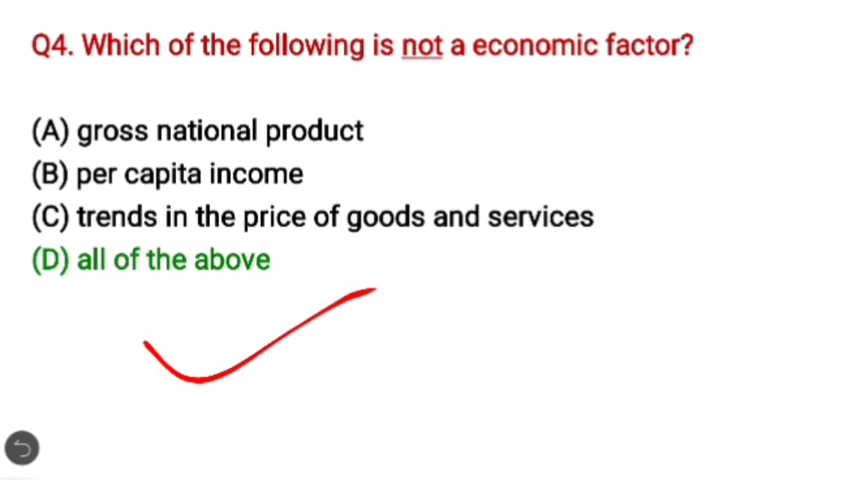 Q4. Which of the following is not a economic factor?
(A) gross national product
(B) per capita income
(C) trends in the price of goods and services
(D) all of the above